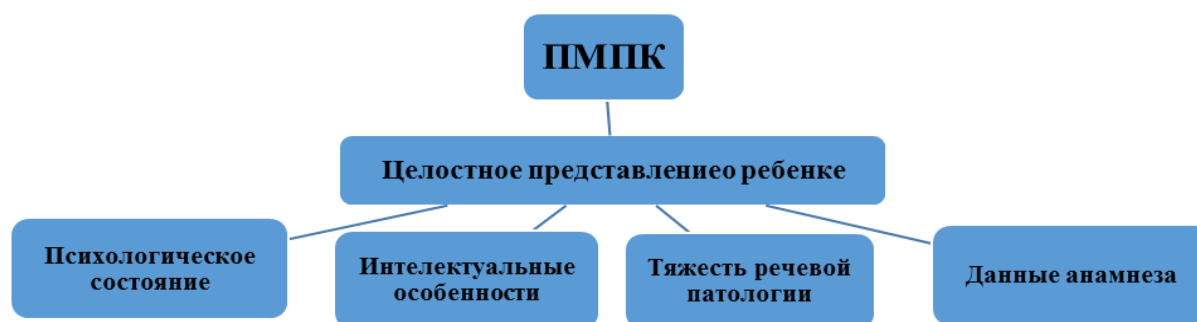 ПМПК
Целостное представлениео ребенке
Психологическое
состояние
Интелектуальные
особенности
Тяжесть речевой
патологии
Данные анамнеза